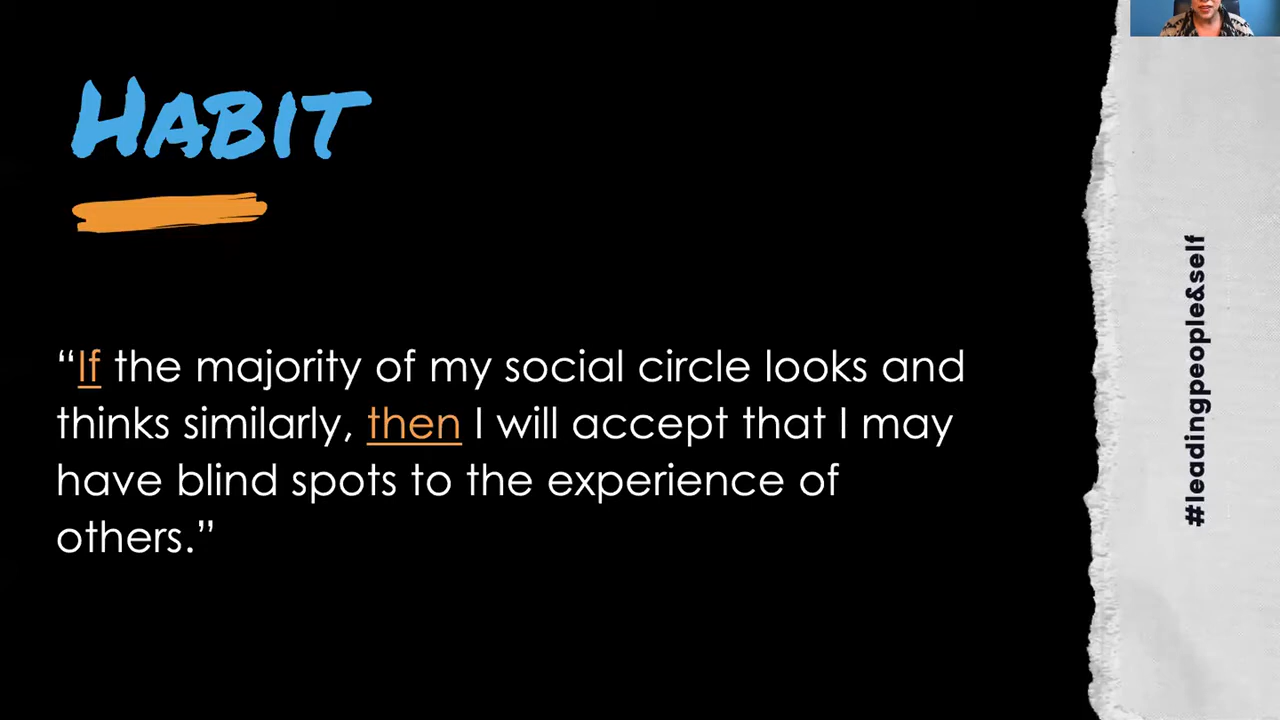 HABIT
“If the majority of my social circle looks and
thinks similarly, then I will accept that I may
have blind spots to the experience of
others.”
#leadingpeople&self